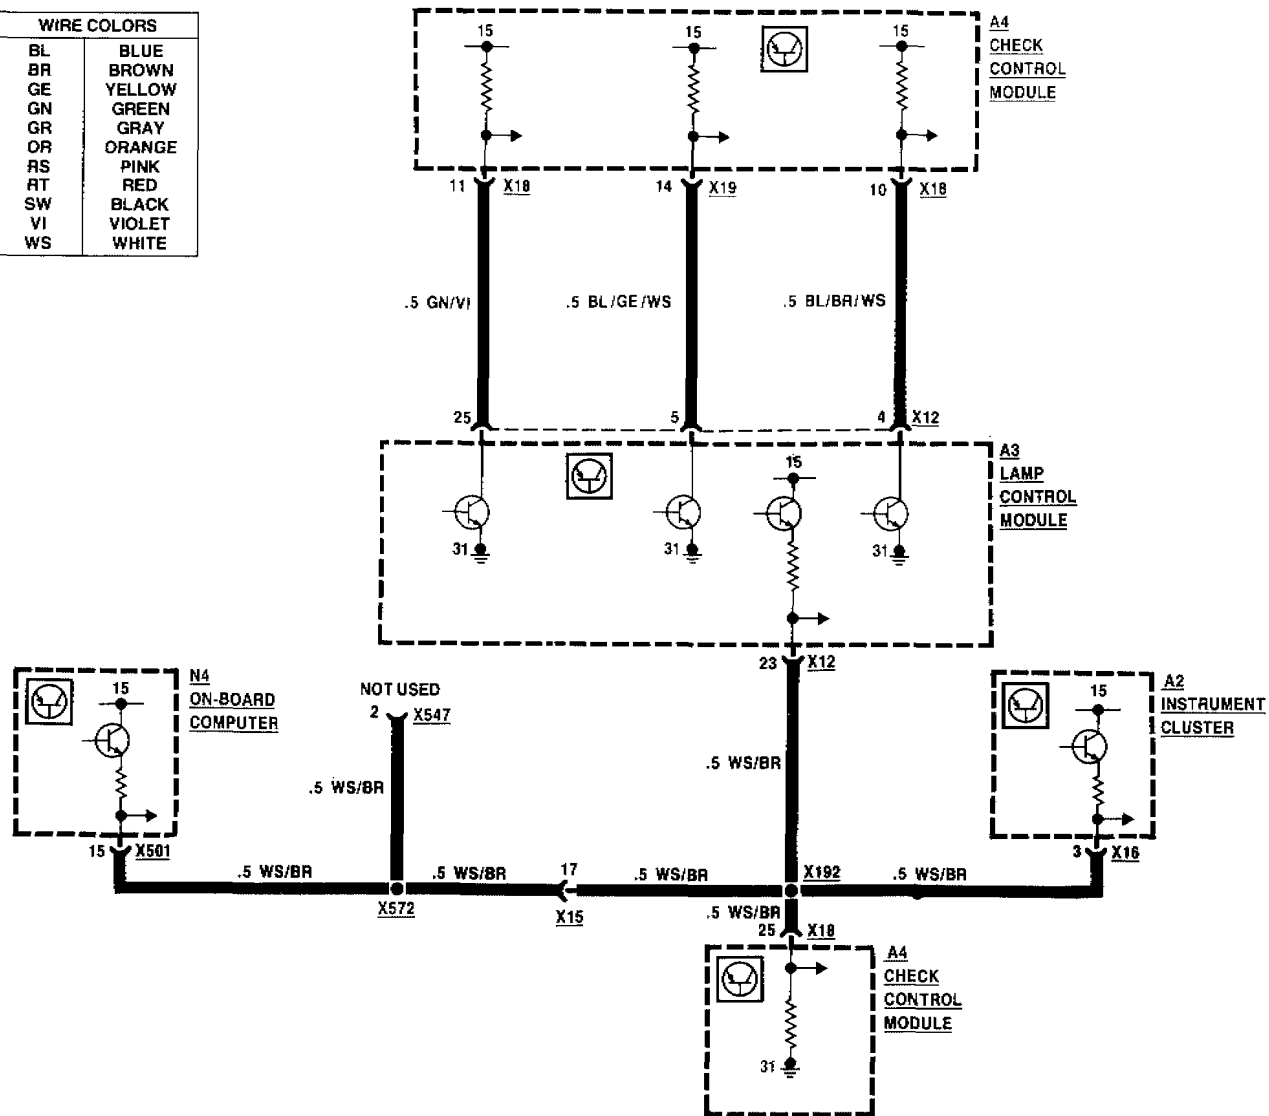 WIRE COLORS
BL BLUE
BR BROWN
GE YELLOW
GN GREEN
GR GRAY
OR ORANGE
RS PINK
RT RED
SW BLACK
VI VIOLET
WS WHITE
15
15
15
A4
CHECK
CONTROL
MODULE
11 X18
14 X19
10 X18
.5 GN/VI
.5 BL/GE/WS
.5 BL/BR/WS
25
5
4 X12
15
A3
LAMP
CONTROL
MODULE
31
31
31
23 X12
15
N4
ON-BOARD
COMPUTER
NOT USED
2 X547
.5 WS/BR
.5 WS/BR
15
A2
INSTRUMENT
CLUSTER
15 X501
3 X16
.5 WS/BR
.5 WS/BR
17
.5 WS/BR
X192
.5 WS/BR
X572
X15
.5 WS/BR
25 X18
A4
CHECK
CONTROL
MODULE
31